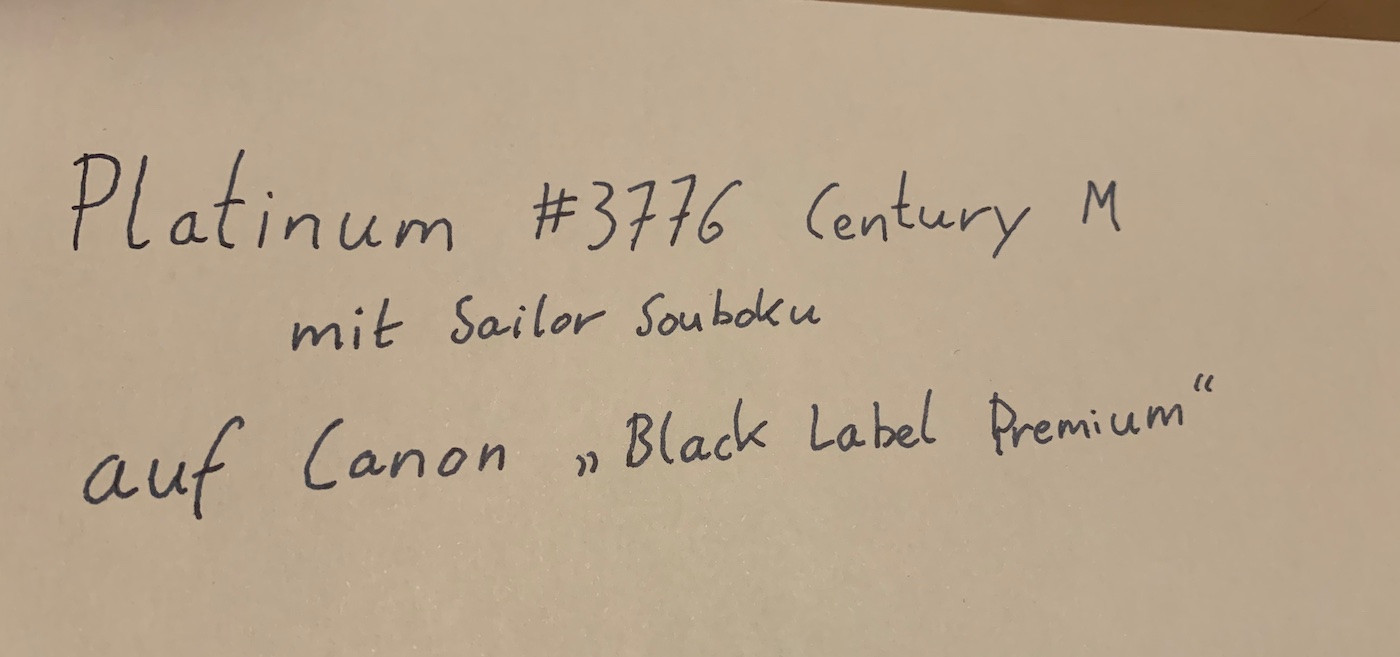 Platinum #3776 Century M
mit Sailor Souboku
auf Canon „Black Label Premium“